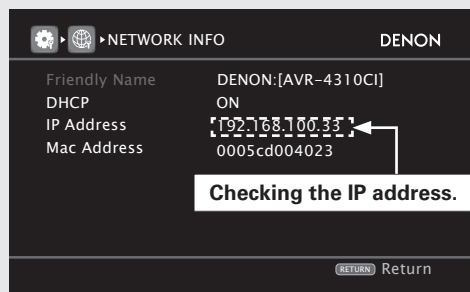 NETWORK INFO DENON
Friendly Name DENON:[AVR-4310CI]
DHCP ON
IP Address 192.168.100.33
Mac Address 0005cd004023
Checking the IP address.
RETURN Return